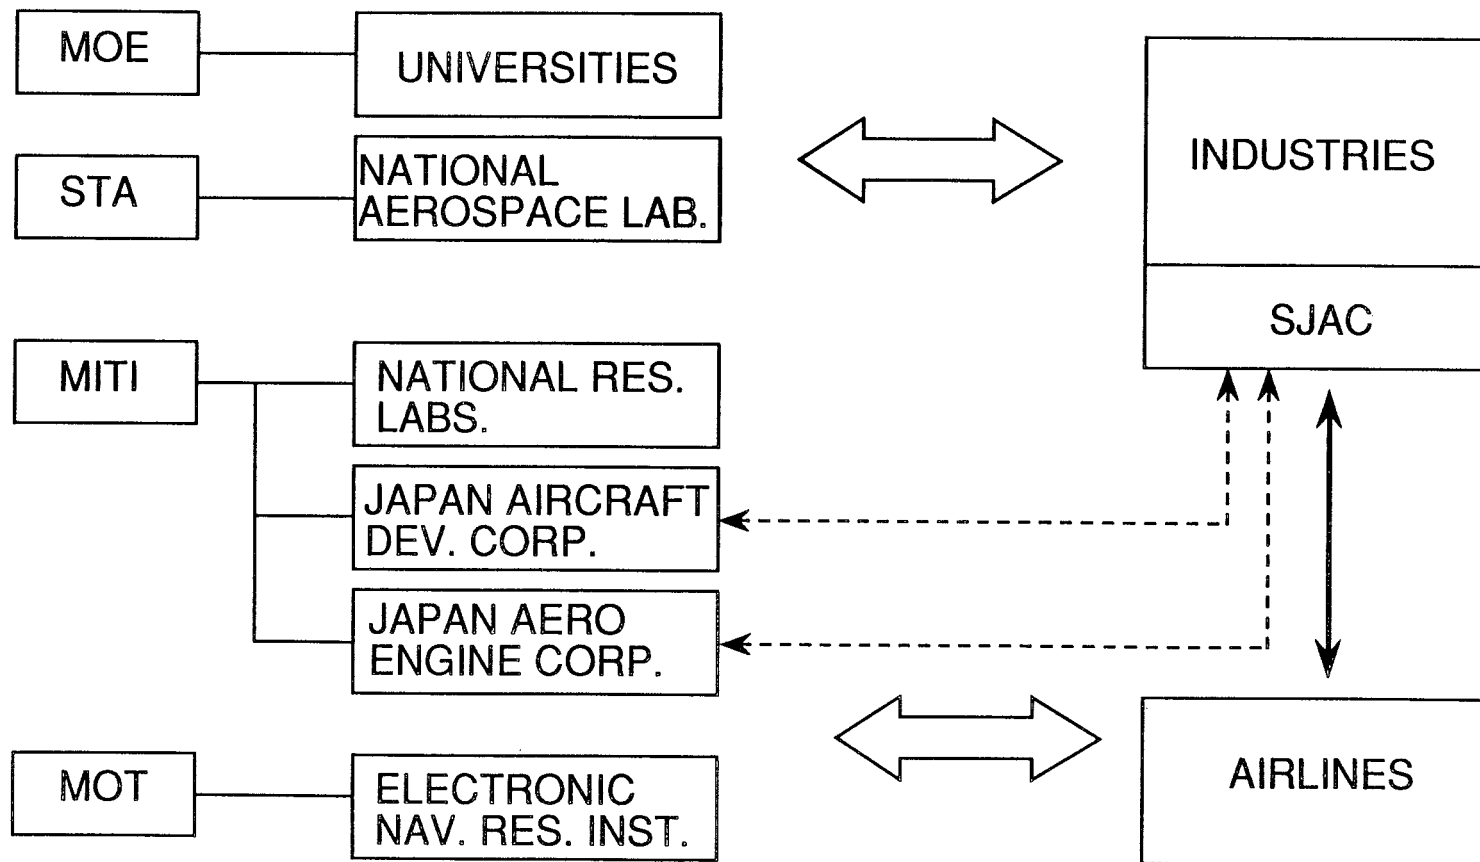 MOE
UNIVERSITIES
STA
NATIONAL
AEROSPACE LAB.
INDUSTRIES
SJAC
MITI
NATIONAL RES.
LABS.
JAPAN AIRCRAFT
DEV. CORP.
JAPAN AERO
ENGINE CORP.
MOT
ELECTRONIC
NAV. RES. INST.
AIRLINES